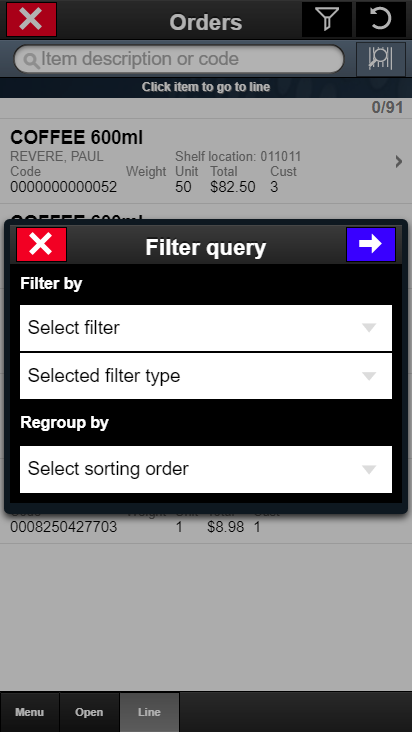 Orders
Item description or code
Click item to go to line
0/91
COFFEE 600ml
REVERE, PAUL Shelf location: 011011
Code Weight Unit Total Cust
0000000000052 50 $82.50 3
Filter query
Filter by
Select filter
Selected filter type
Regroup by
Select sorting order
0008250427703 1 $8.98 1
Menu Open Line